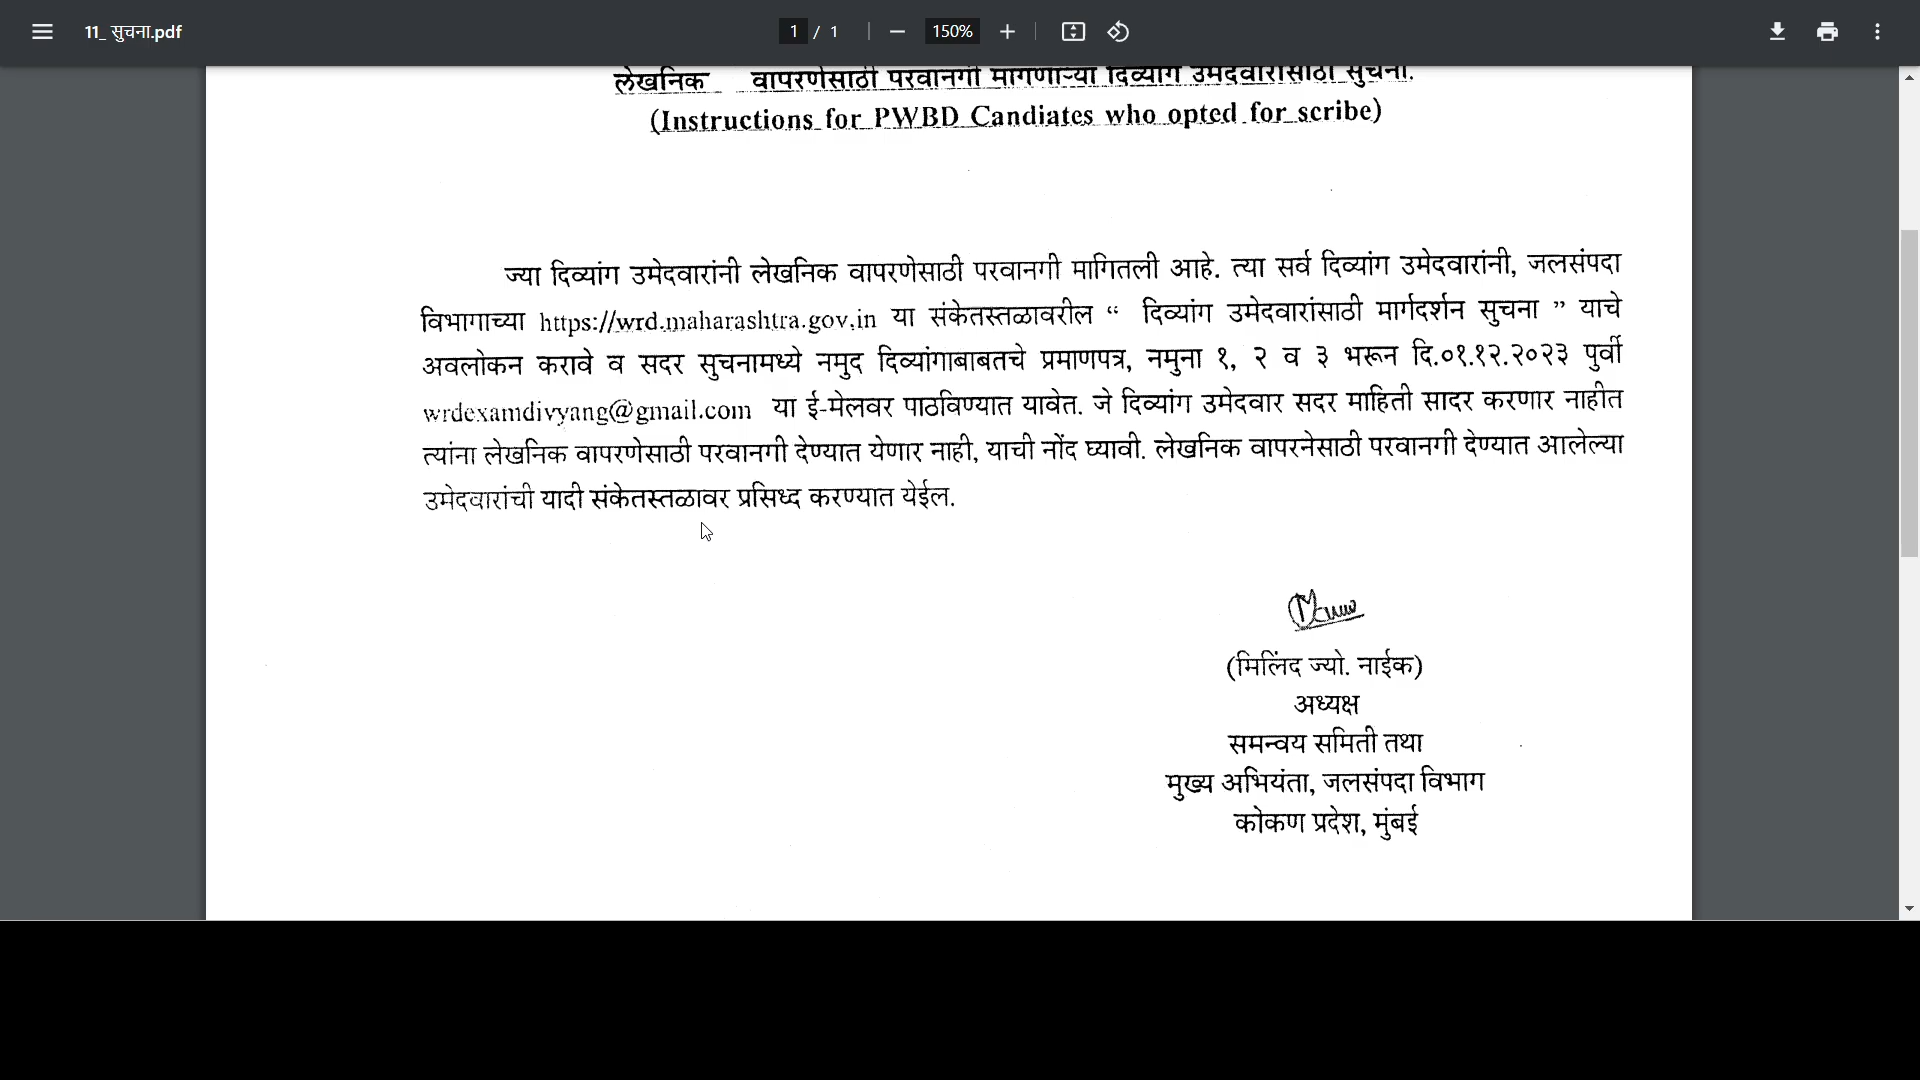 11_ सुचना.pdf
1 / 1
150%
लेखनिक वापरणेसाठी परवानगी मागणाऱ्या दिव्यांग उमेदवारांसाठी सुचना.
(Instructions for PWBD Candiates who opted for scribe)
ज्या दिव्यांग उमेदवारांनी लेखनिक वापरणेसाठी परवानगी मागितली आहे. त्या सर्व दिव्यांग उमेदवारांनी, जलसंपदा
विभागाच्या https://wrd.maharashtra.gov.in या संकेतस्तळावरील “ दिव्यांग उमेदवारांसाठी मार्गदर्शन सुचना ” याचे
अवलोकन करावे व सदर सुचनामध्ये नमुद दिव्यांगाबाबतचे प्रमाणपत्र, नमुना १, २ व ३ भरून दि.०१.१२.२०२३ पुर्वी
wrdexamdivyang@gmail.com या ई-मेलवर पाठविण्यात यावेत. जे दिव्यांग उमेदवार सदर माहिती सादर करणार नाहीत
त्यांना लेखनिक वापरणेसाठी परवानगी देण्यात येणार नाही, याची नोंद घ्यावी. लेखनिक वापरनेसाठी परवानगी देण्यात आलेल्या
उमेदवारांची यादी संकेतस्तळावर प्रसिध्द करण्यात येईल.
(मिलिंद ज्यो. नाईक)
अध्यक्ष
समन्वय समिती तथा
मुख्य अभियंता, जलसंपदा विभाग
कोकण प्रदेश, मुंबई